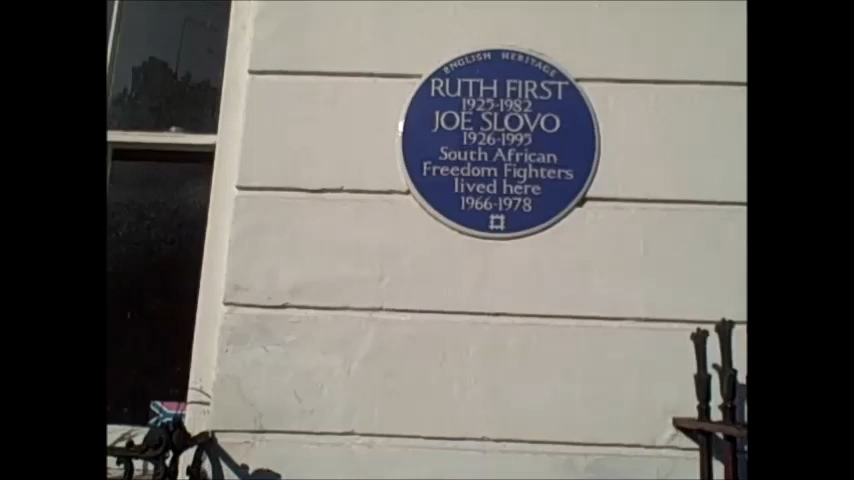 ENGLISH HERITAGE
RUTH FIRST
1925-1982
JOE SLOVO
1926-1995
South African
Freedom Fighters
lived here
1966-1978